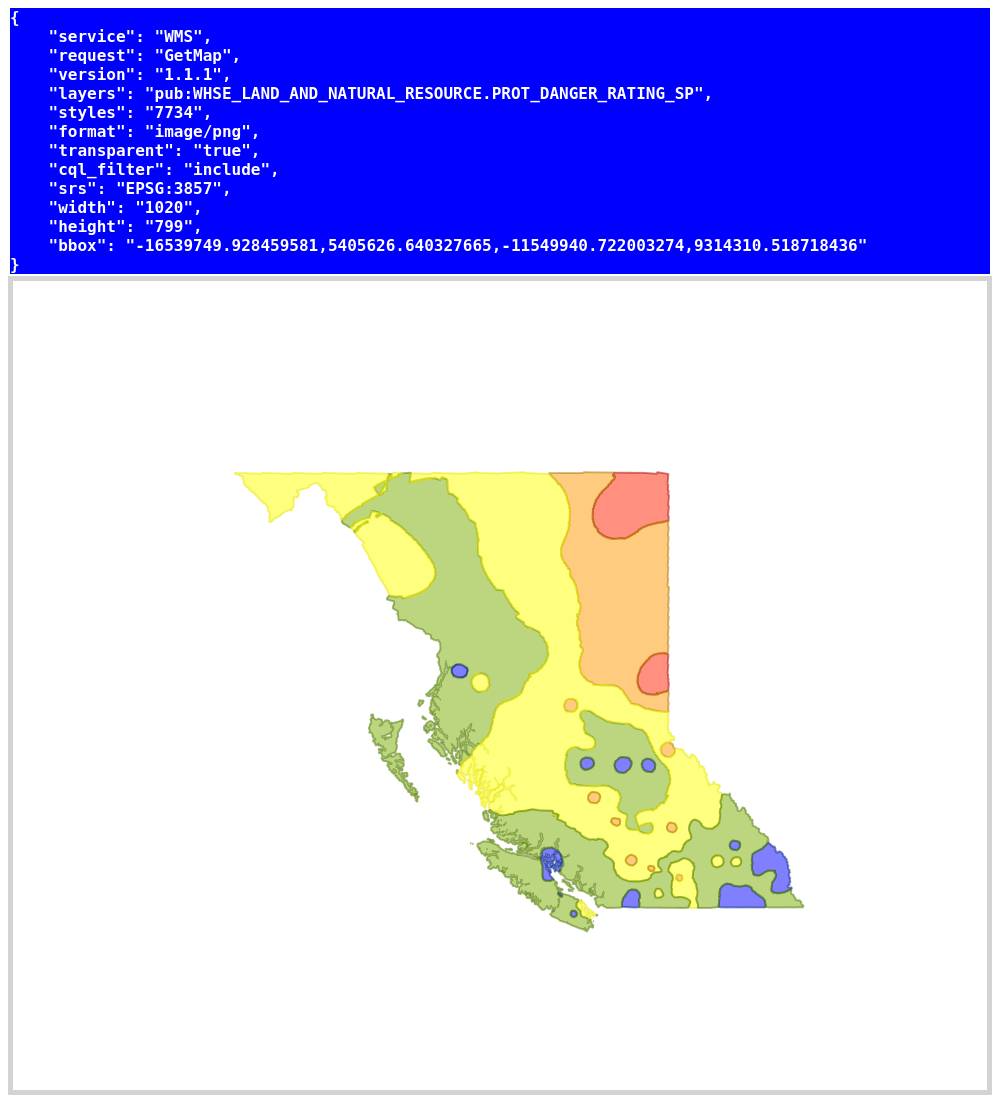 {
    "service": "WMS",
    "request": "GetMap",
    "version": "1.1.1",
    "layers": "pub:WHSE_LAND_AND_NATURAL_RESOURCE.PROT_DANGER_RATING_SP",
    "styles": "7734",
    "format": "image/png",
    "transparent": "true",
    "cql_filter": "include",
    "srs": "EPSG:3857",
    "width": "1020",
    "height": "799",
    "bbox": "-16539749.928459581,5405626.640327665,-11549940.722003274,9314310.518718436"
}